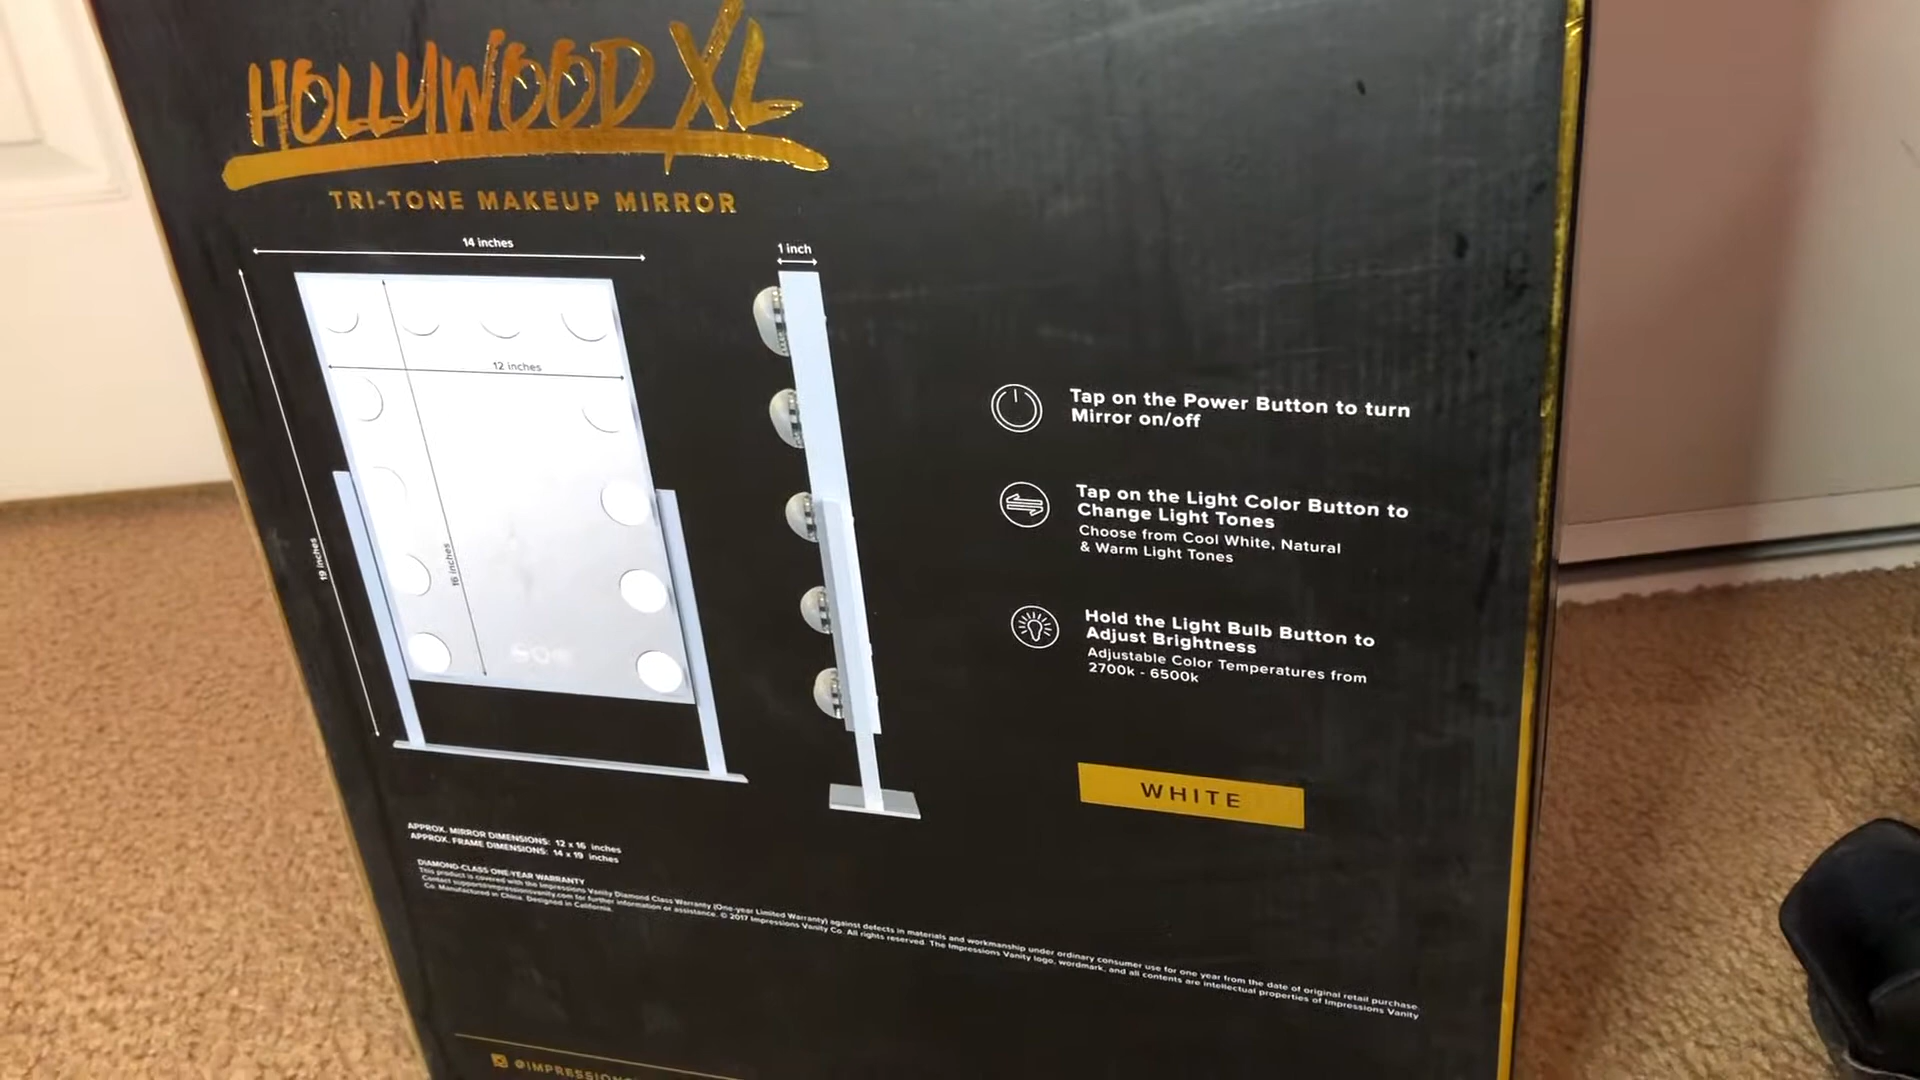 HOLLYWOOD XL
TRI-TONE MAKEUP MIRROR
14 inches
1 inch
12 inches
19 inches
16 inches
Tap on the Power Button to turn
Mirror on/off
Tap on the Light Color Button to
Change Light Tones
Choose from Cool White, Natural
& Warm Light Tones
Hold the Light Bulb Button to
Adjust Brightness
Adjustable Color Temperatures from
2700k - 6500k
WHITE
APPROX. MIRROR DIMENSIONS: 12 x 16 inches
APPROX. FRAME DIMENSIONS: 14 x 19 inches
DIAMOND-CLASS ONE-YEAR WARRANTY
This product is covered with the Impressions Vanity Diamond Class Warranty (One-year Limited Warranty) against defects in materials and workmanship under ordinary consumer use for one year from the date of original retail purchase.
Contact support@impressionsvanity.com for further information or assistance. © 2017 Impressions Vanity Co. All rights reserved. The Impressions Vanity logo, wordmark, and all contents are intellectual properties of Impressions Vanity
Co. Manufactured in China. Designed in California.
@IMPRESSIONS